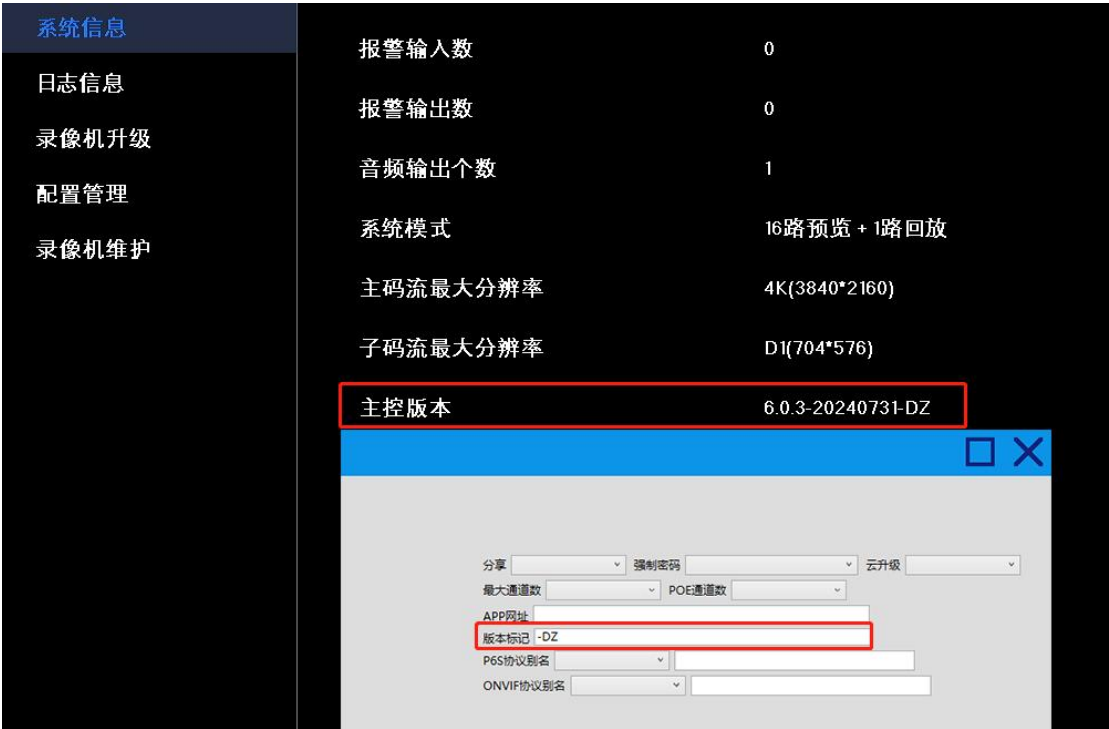 系统信息
日志信息
录像机升级
配置管理
录像机维护
报警输入数 0
报警输出数 0
音频输出个数 1
系统模式 16路预览 + 1路回放
主码流最大分辨率 4K(3840*2160)
子码流最大分辨率 D1(704*576)
主控版本 6.0.3-20240731-DZ
分享 强制密码 云升级
最大通道数 POE通道数
APP网址
版本标记 -DZ
P6S协议别名
ONVIF协议别名